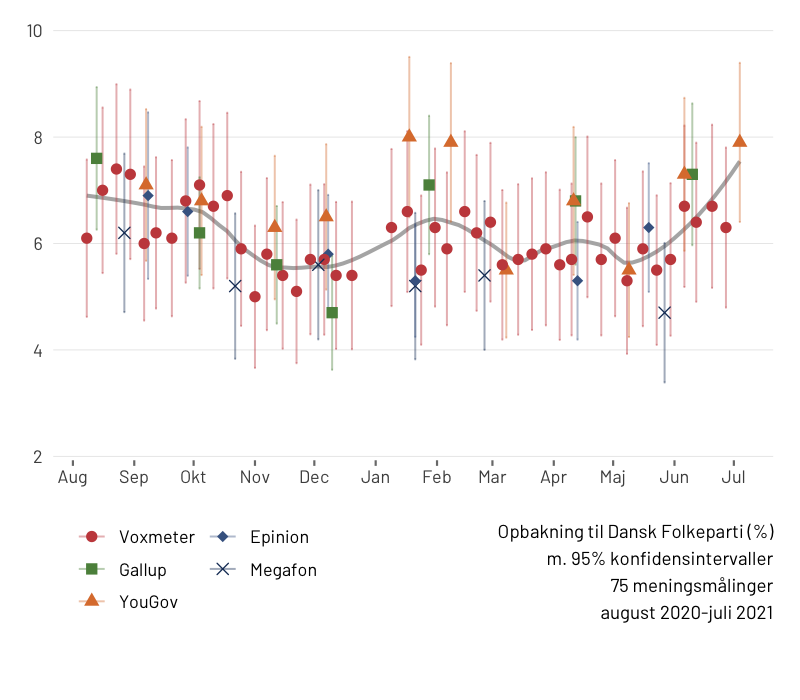 10
8
6
4
2
Aug Sep Okt Nov Dec Jan Feb Mar Apr Maj Jun Jul
Voxmeter Epinion
Gallup Megafon
YouGov
Opbakning til Dansk Folkeparti (%)
m. 95% konfidensintervaller
75 meningsmålinger
august 2020-juli 2021